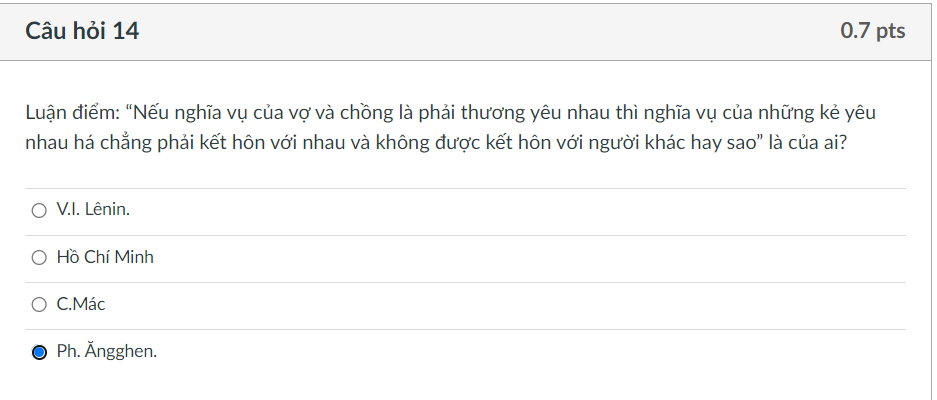 Câu hỏi 14
0.7 pts
Luận điểm: “Nếu nghĩa vụ của vợ và chồng là phải thương yêu nhau thì nghĩa vụ của những kẻ yêu
nhau há chẳng phải kết hôn với nhau và không được kết hôn với người khác hay sao” là của ai?
V.I. Lênin.
Hồ Chí Minh
C.Mác
Ph. Ăngghen.